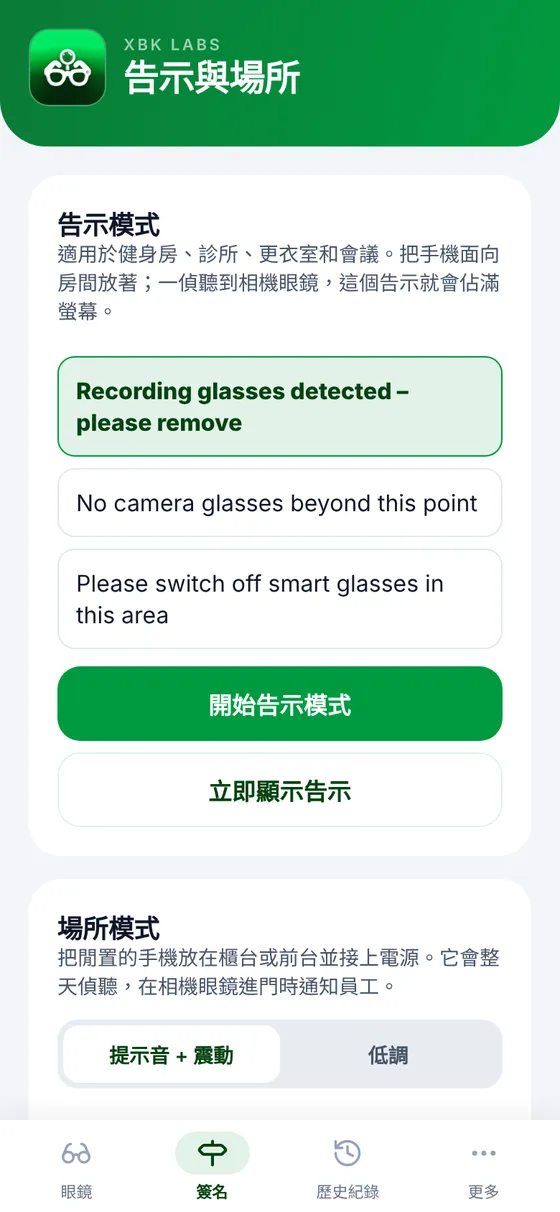 XBK LABS
告示與場所
告示模式
適用於健身房、診所、更衣室和會議。把手機面向
房間放著；一偵聽到相機眼鏡，這個告示就會佔滿
螢幕。
Recording glasses detected –
please remove
No camera glasses beyond this point
Please switch off smart glasses in
this area
開始告示模式
立即顯示告示
場所模式
把閒置的手機放在櫃台或前台並接上電源。它會整
天偵聽，在相機眼鏡進門時通知員工。
提示音 + 震動
低調
眼鏡
簽名
歷史紀錄
更多